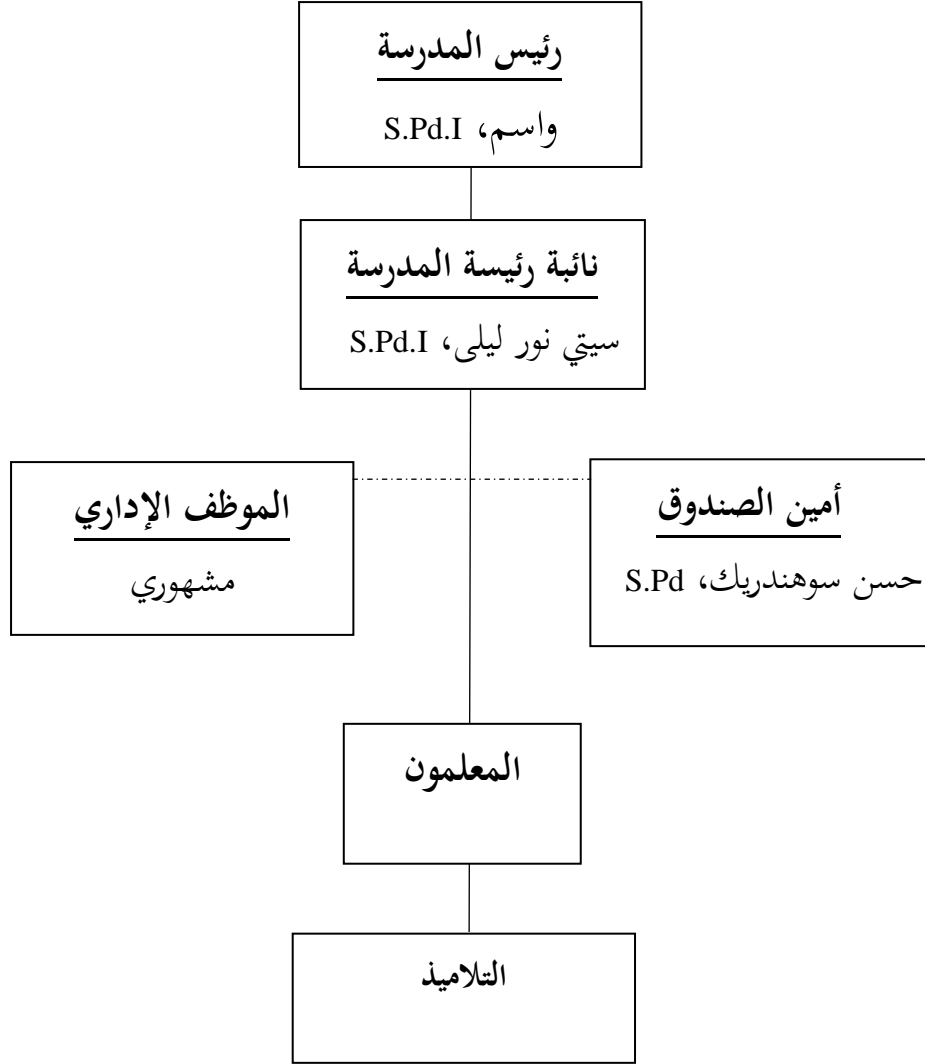 رئيس المدرسة
واسم، S.Pd.I
نائبة رئيسة المدرسة
سيتي نور ليلى، S.Pd.I
أمين الصندوق
حسن سوهندريك، S.Pd
الموظف الإداري
مشهوري
المعلمون
التلاميذ